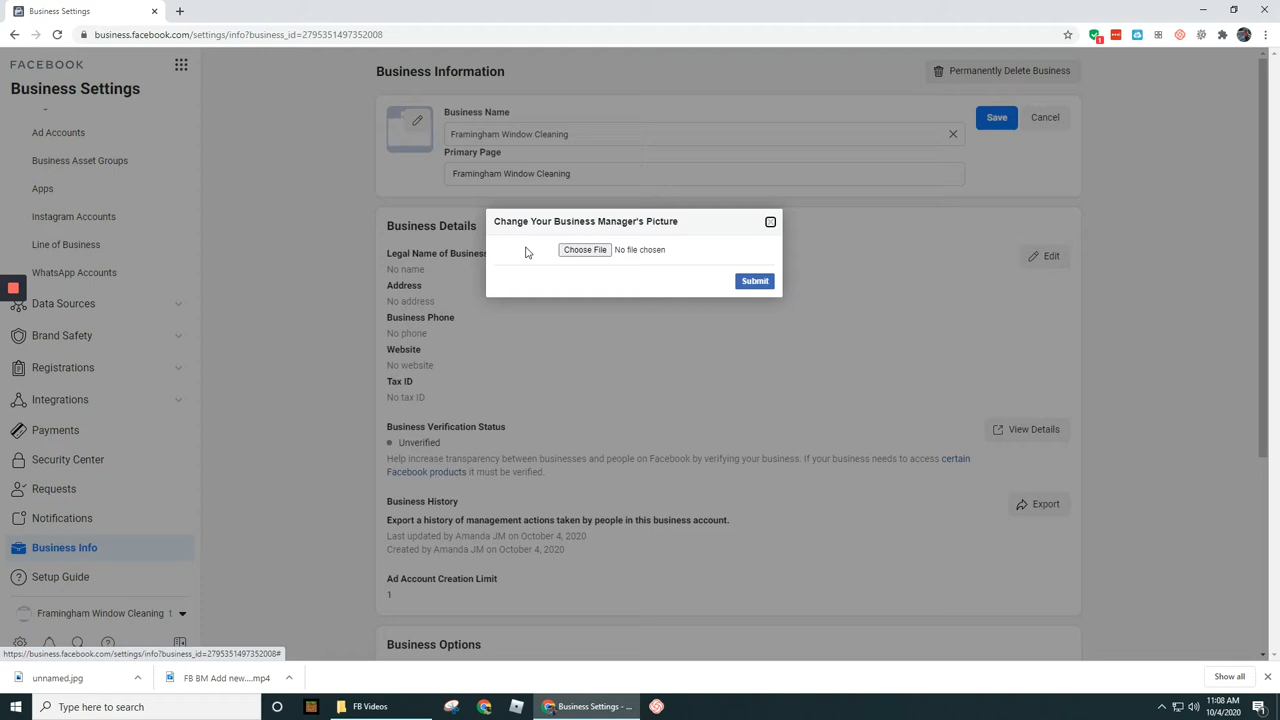 Business Settings
business.facebook.com/settings/info?business_id=2795351497352008
1
FACEBOOK
Business Settings
Ad Accounts
Business Asset Groups
Apps
Instagram Accounts
Line of Business
WhatsApp Accounts
Data Sources
Brand Safety
Registrations
Integrations
Payments
Security Center
Requests
Notifications
Business Info
Setup Guide
Framingham Window Cleaning
https://business.facebook.com/settings/info?business_id=2795351497352008#
Business Information
Permanently Delete Business
Business Name
Framingham Window Cleaning
Save
Cancel
Primary Page
Framingham Window Cleaning
Change Your Business Manager's Picture
Choose File No file chosen
Submit
Business Details
Edit
Legal Name of Business
No name
Address
No address
Business Phone
No phone
Website
No website
Tax ID
No tax ID
Business Verification Status
View Details
Unverified
Help increase transparency between businesses and people on Facebook by verifying your business. If your business needs to access certain
Facebook products it must be verified.
Business History
Export
Export a history of management actions taken by people in this business account.
Last updated by Amanda JM on October 4, 2020
Created by Amanda JM on October 4, 2020
Ad Account Creation Limit
1
Business Options
unnamed.jpg
FB BM Add new....mp4
Show all
Type here to search
FB Videos
Business Settings - ...
11:08 AM
10/4/2020
1